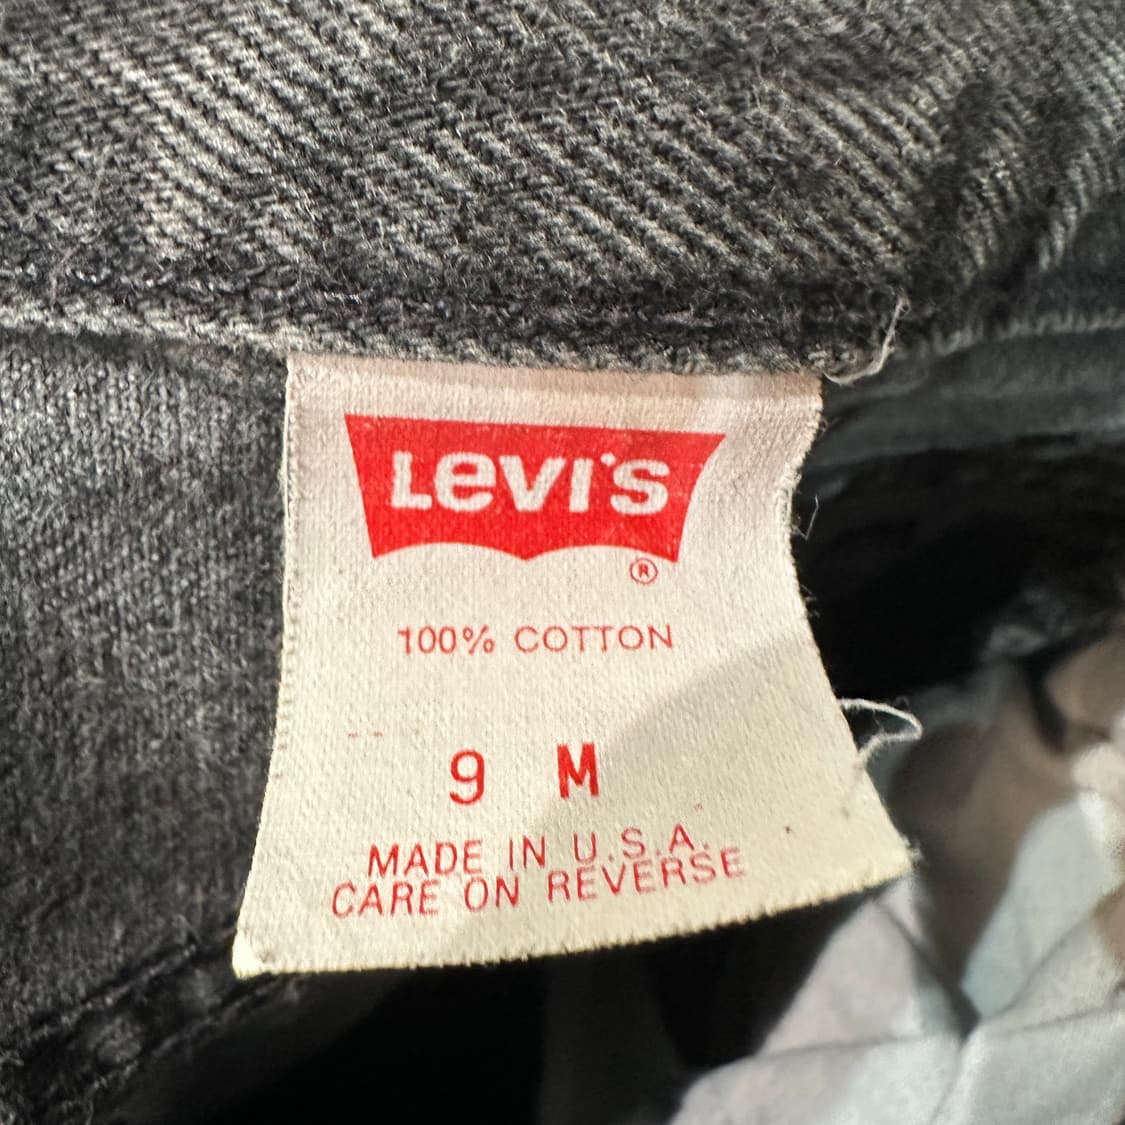 Levi's
®
100% COTTON
9 M
MADE IN U.S.A.
CARE ON REVERSE